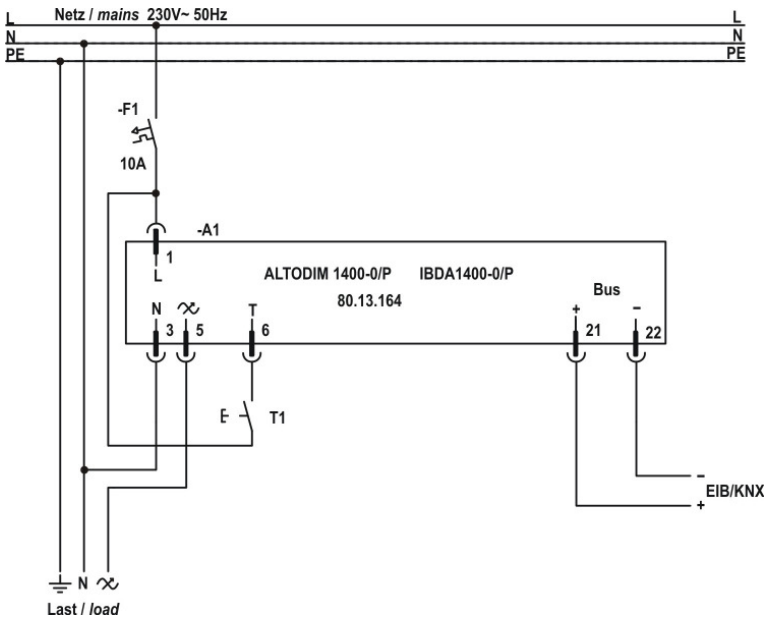 Netz / mains 230V~ 50Hz
L L
N N
PE PE
-F1
10A
-A1
1
L
ALTODIM 1400-0/P IBDA1400-0/P
80.13.164
Bus
N T + -
3 5 6 21 22
E T1
-
EIB/KNX
+
N
Last / load